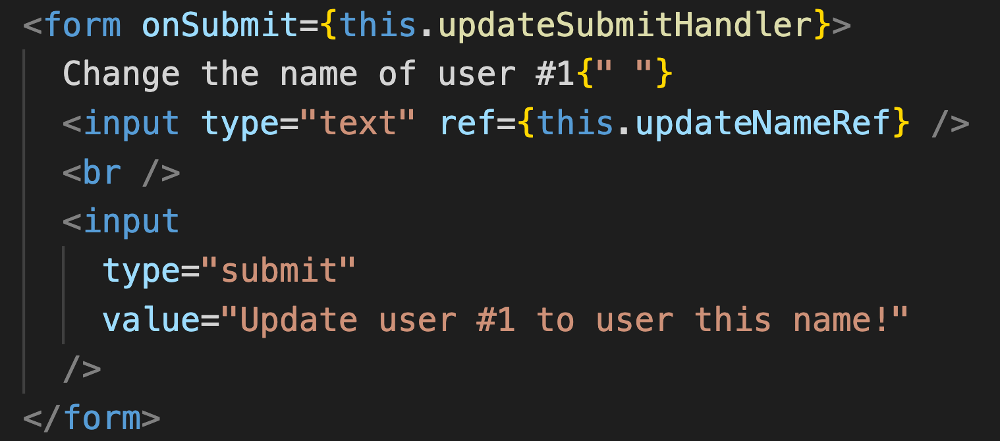 <form onSubmit={this.updateSubmitHandler}>
Change the name of user #1{" "}
<input type="text" ref={this.updateNameRef} />
<br />
<input
type="submit"
value="Update user #1 to user this name!"
/>
</form>